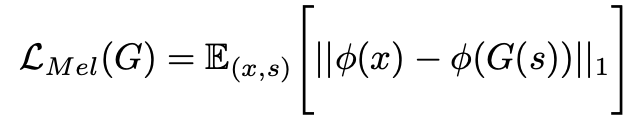 ℒ_{Mel}(G) = 𝔼_{(x,s)}[||ϕ(x) − ϕ(G(s))||_1]